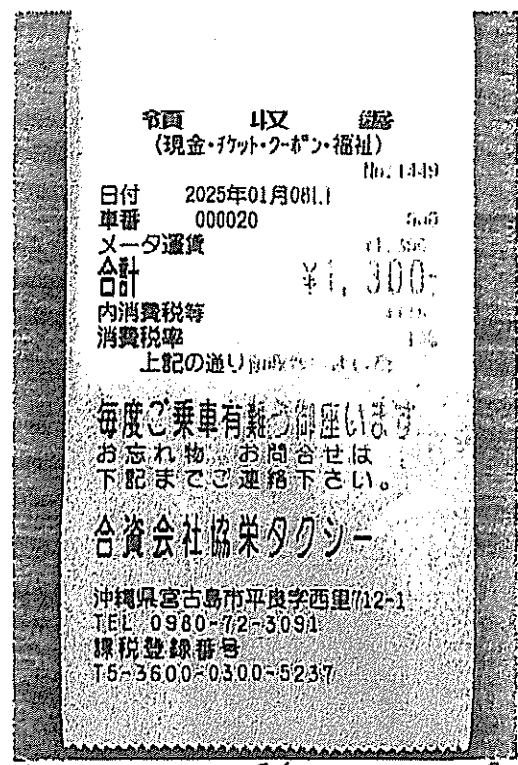 領収証
(現金・チケット・クーポン・福祉)
No.1449
日付 2025年01月08日
車番 000020
メータ運賃 ¥1,300
合計 ¥1,300
内消費税等
消費税率
上記の通り
毎度ご乗車有難う御座います
お忘れ物、お問合せは
下記までご連絡下さい。
合資会社協栄タクシー
沖縄県宮古島市平良字西里712-1
TEL 0980-72-3091
課税登録番号
T5-3600-0300-5237